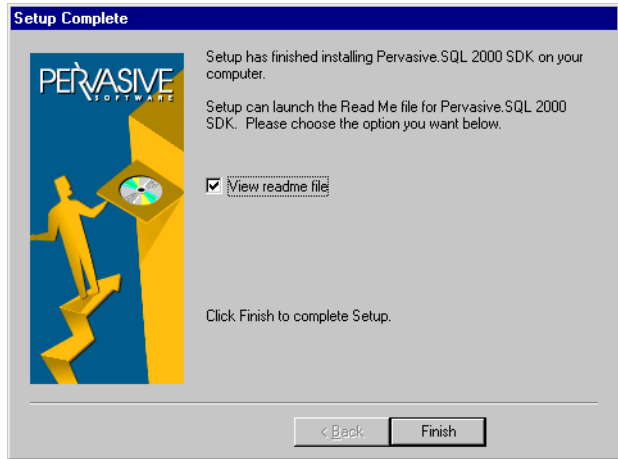 Setup Complete
PERVASIVE
SOFTWARE
Setup has finished installing Pervasive.SQL 2000 SDK on your
computer.
Setup can launch the Read Me file for Pervasive.SQL 2000
SDK.  Please choose the option you want below.
View readme file
Click Finish to complete Setup.
< Back
Finish